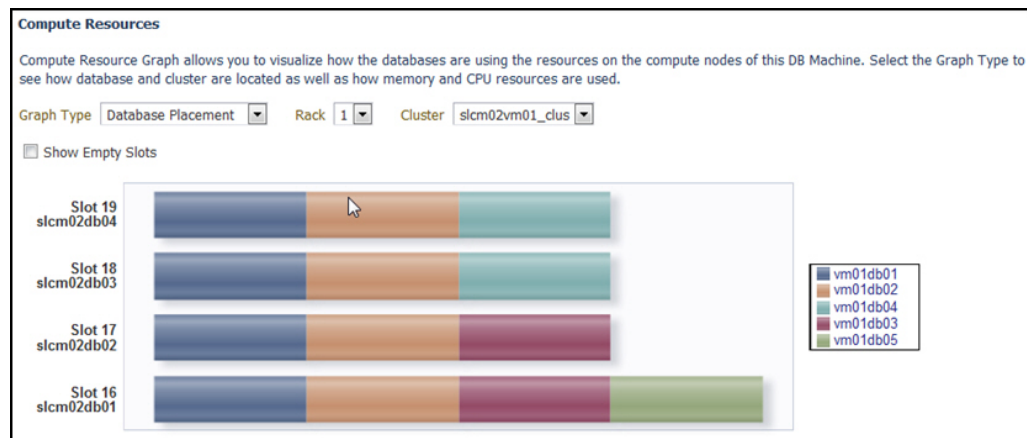 Compute Resources
Compute Resource Graph allows you to visualize how the databases are using the resources on the compute nodes of this DB Machine. Select the Graph Type to
see how database and cluster are located as well as how memory and CPU resources are used.
Graph Type Database Placement Rack 1 Cluster slcm02vm01_clus
Show Empty Slots
Slot 19
slcm02db04
Slot 18
slcm02db03
Slot 17
slcm02db02
Slot 16
slcm02db01
vm01db01
vm01db02
vm01db04
vm01db03
vm01db05